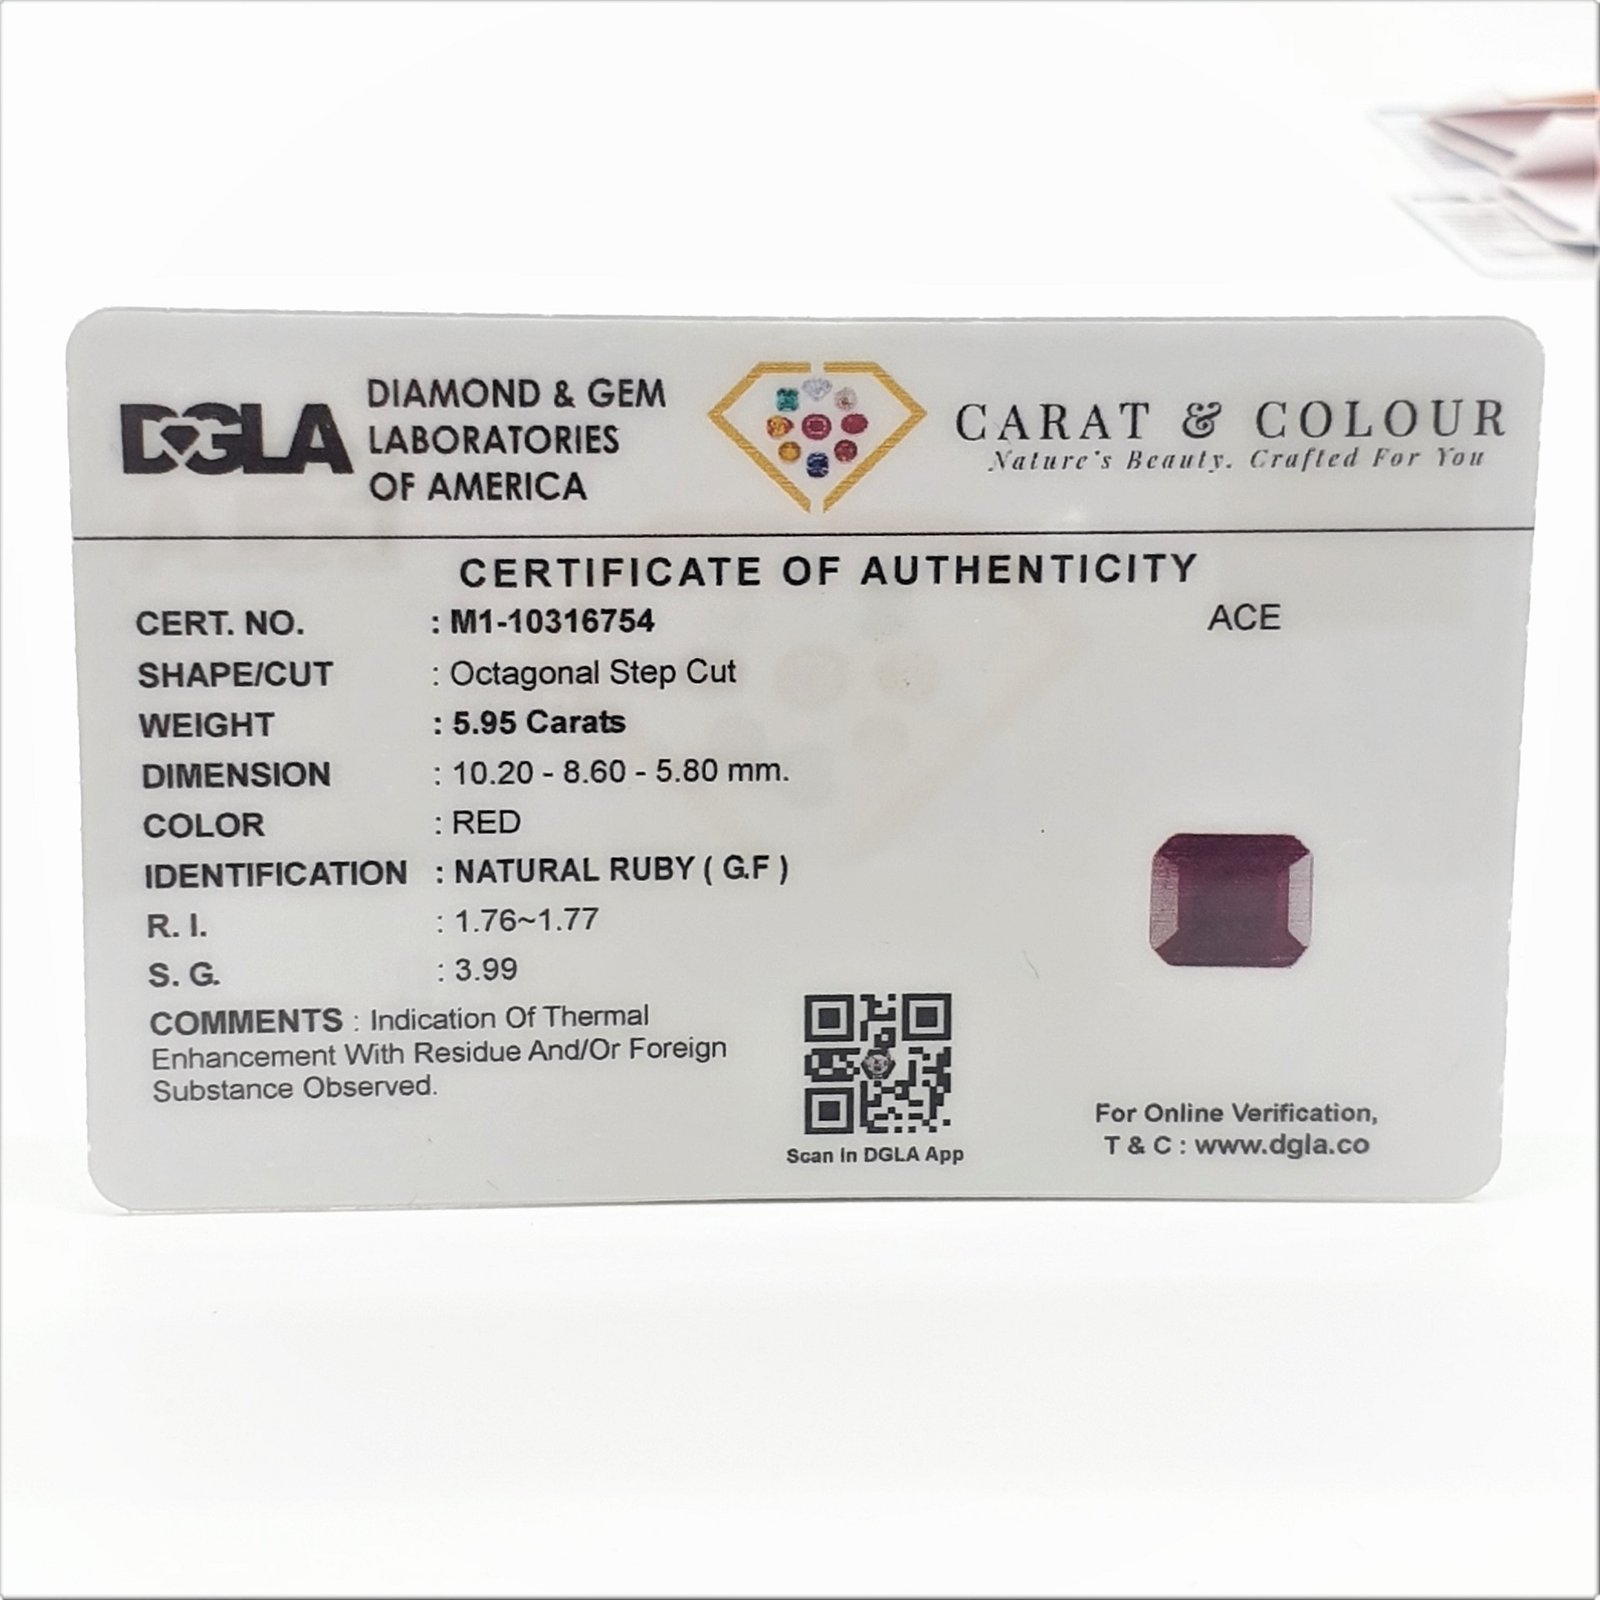 DGLA
DIAMOND & GEM
LABORATORIES
OF AMERICA
CARAT & COLOUR
Nature's Beauty. Crafted For You
CERTIFICATE OF AUTHENTICITY
CERT. NO. : M1-10316754
ACE
SHAPE/CUT : Octagonal Step Cut
WEIGHT : 5.95 Carats
DIMENSION : 10.20 - 8.60 - 5.80 mm.
COLOR : RED
IDENTIFICATION : NATURAL RUBY ( G.F )
R. I. : 1.76~1.77
S. G. : 3.99
COMMENTS : Indication Of Thermal
Enhancement With Residue And/Or Foreign
Substance Observed.
Scan In DGLA App
For Online Verification,
T & C : www.dgla.co